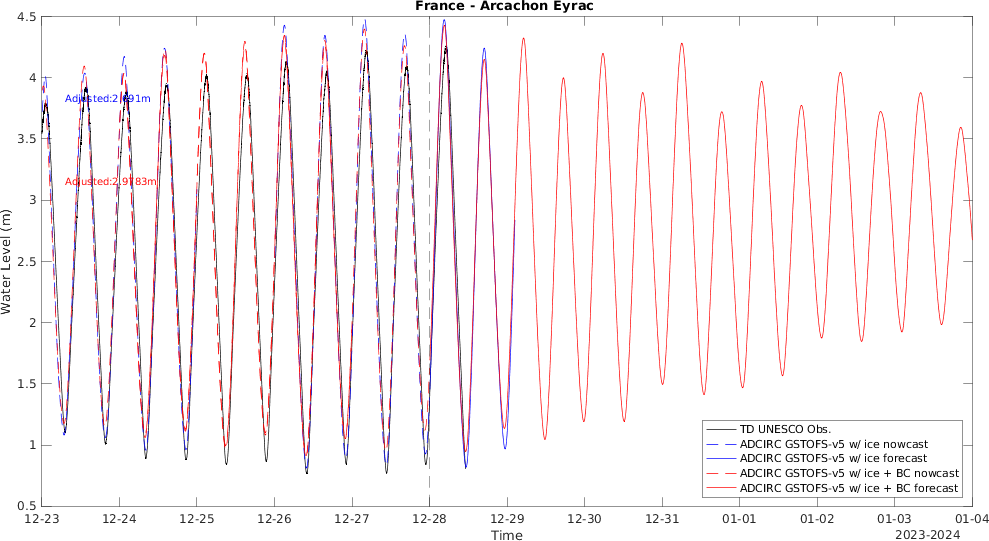 France - Arcachon Eyrac
4.5
4
3.5
3
2.5
2
1.5
1
0.5
Water Level (m)
Adjusted:2.9783m
TD UNESCO Obs.
ADCIRC GSTOFS-v5 w/ ice nowcast
ADCIRC GSTOFS-v5 w/ ice forecast
ADCIRC GSTOFS-v5 w/ ice + BC nowcast
ADCIRC GSTOFS-v5 w/ ice + BC forecast
12-23 12-24 12-25 12-26 12-27 12-28 12-29 12-30 12-31 01-01 01-02 01-03 01-04
Time
2023-2024